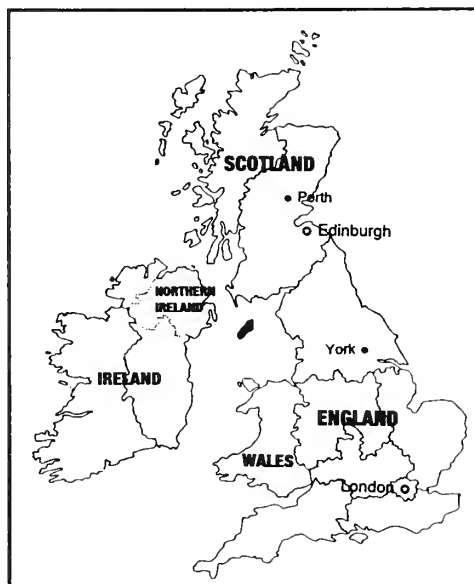 SCOTLAND
Perth
Edinburgh
NORTHERN
IRELAND
York
IRELAND
ENGLAND
WALES
London